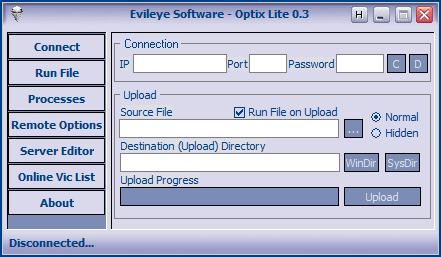 Evileye Software - Optix Lite 0.3
H
Connect
Run File
Processes
Remote Options
Server Editor
Online Vic List
About
Connection
IP Port Password C D
Upload
Source File Run File on Upload
... Normal
Hidden
Destination (Upload) Directory
WinDir SysDir
Upload Progress
Upload
Disconnected...